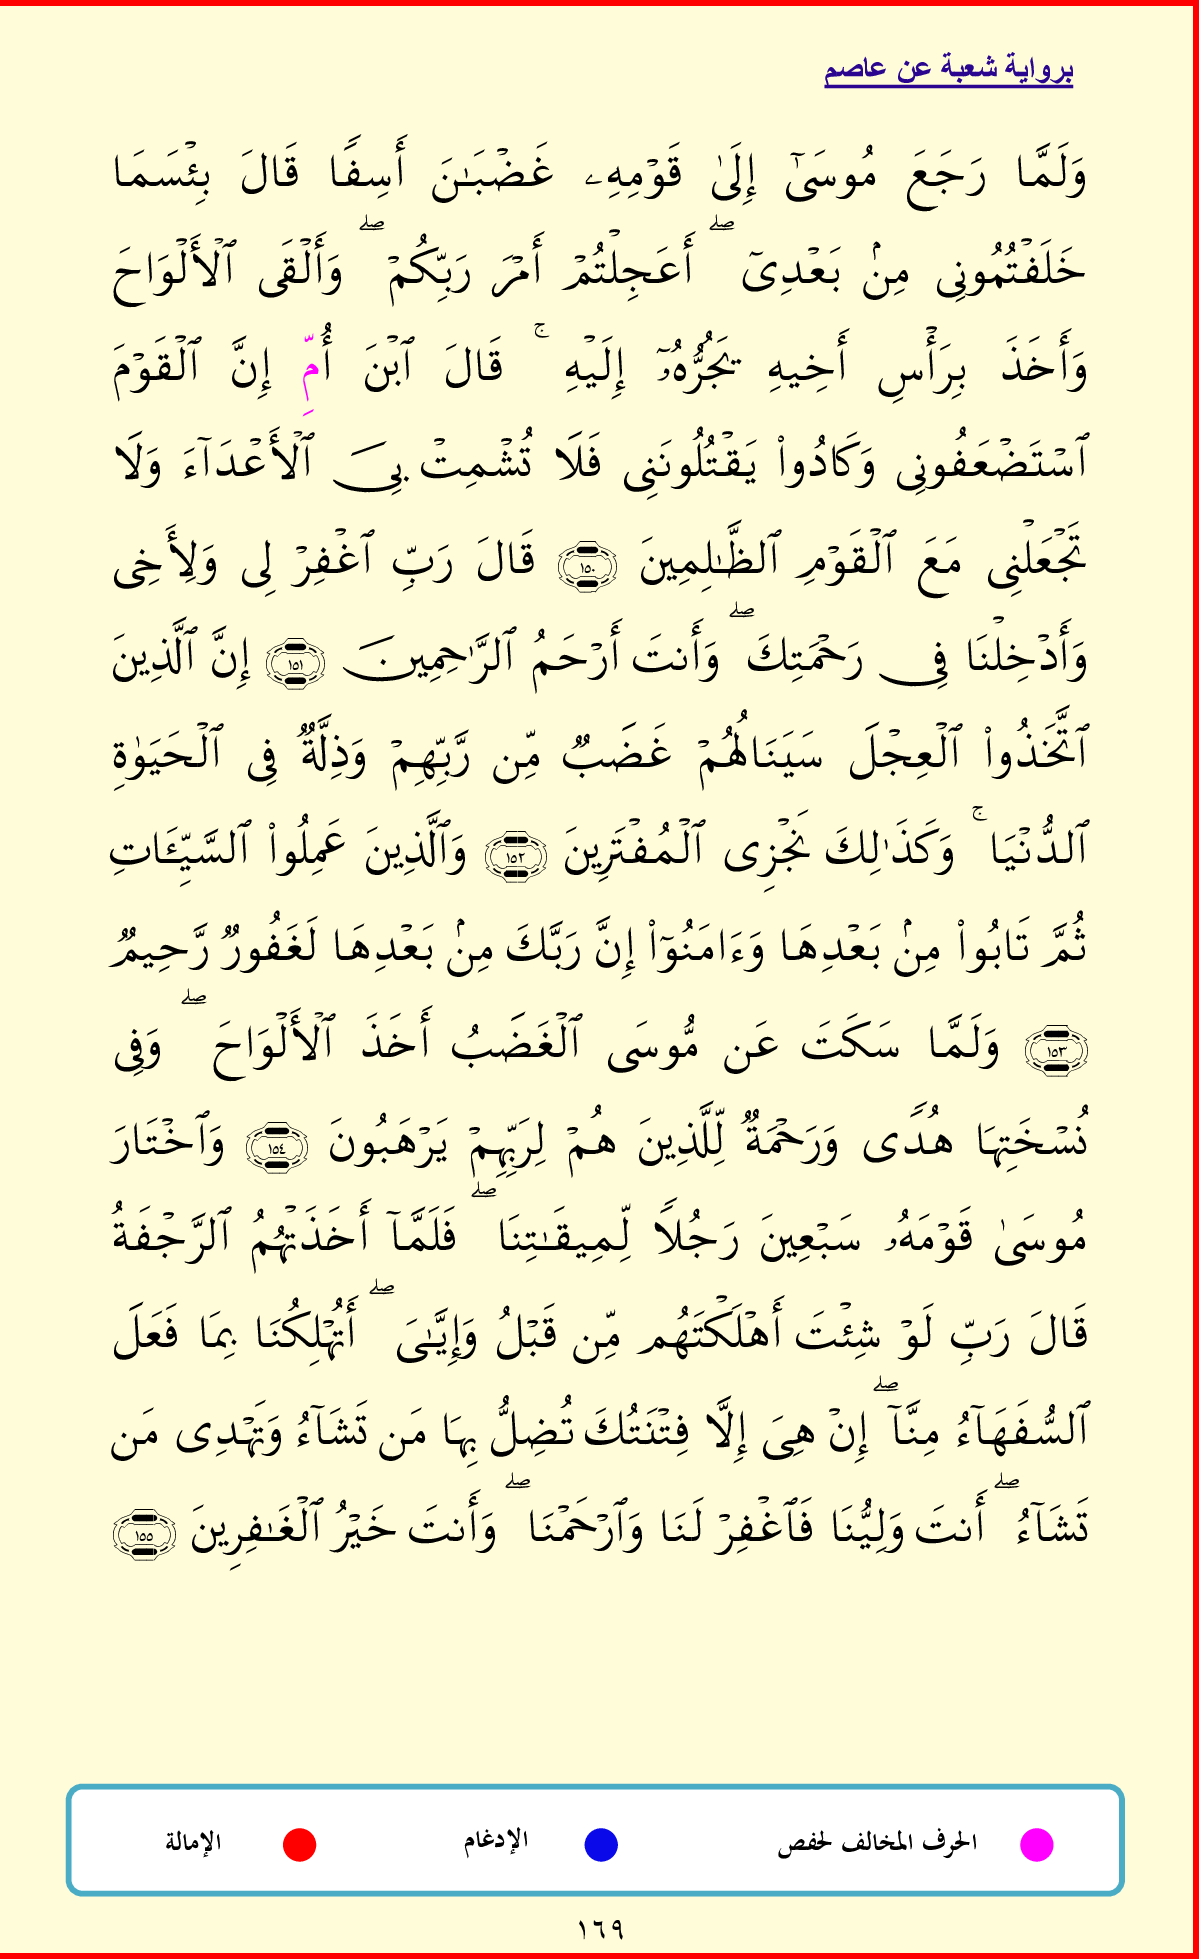 برواية شعبة عن عاصم
وَلَمَّا رَجَعَ مُوسَىٰٓ إِلَىٰ قَوْمِهِۦ غَضْبَـٰنَ أَسِفًا قَالَ بِئْسَمَا
خَلَفْتُمُونِى مِنۢ بَعْدِىٓ ۖ أَعَجِلْتُمْ أَمْرَ رَبِّكُمْ ۖ وَأَلْقَى ٱلْأَلْوَاحَ
وَأَخَذَ بِرَأْسِ أَخِيهِ يَجُرُّهُۥٓ إِلَيْهِ ۚ قَالَ ٱبْنَ أُمِّ إِنَّ ٱلْقَوْمَ
ٱسْتَضْعَفُونِى وَكَادُوا۟ يَقْتُلُونَنِى فَلَا تُشْمِتْ بِىَ ٱلْأَعْدَآءَ وَلَا
تَجْعَلْنِى مَعَ ٱلْقَوْمِ ٱلظَّـٰلِمِينَ ١٥٠ قَالَ رَبِّ ٱغْفِرْ لِى وَلِأَخِى
وَأَدْخِلْنَا فِى رَحْمَتِكَ ۖ وَأَنتَ أَرْحَمُ ٱلرَّٰحِمِينَ ١٥١ إِنَّ ٱلَّذِينَ
ٱتَّخَذُوا۟ ٱلْعِجْلَ سَيَنَالُهُمْ غَضَبٌ مِّن رَّبِّهِمْ وَذِلَّةٌ فِى ٱلْحَيَوٰةِ
ٱلدُّنْيَا ۚ وَكَذَٰلِكَ نَجْزِى ٱلْمُفْتَرِينَ ١٥٢ وَٱلَّذِينَ عَمِلُوا۟ ٱلسَّيِّـَٔاتِ
ثُمَّ تَابُوا۟ مِنۢ بَعْدِهَا وَءَامَنُوٓا۟ إِنَّ رَبَّكَ مِنۢ بَعْدِهَا لَغَفُورٌ رَّحِيمٌ
١٥٣ وَلَمَّا سَكَتَ عَن مُّوسَى ٱلْغَضَبُ أَخَذَ ٱلْأَلْوَاحَ ۖ وَفِى
نُسْخَتِهَا هُدًى وَرَحْمَةٌ لِّلَّذِينَ هُمْ لِرَبِّهِمْ يَرْهَبُونَ ١٥٤ وَٱخْتَارَ
مُوسَىٰ قَوْمَهُۥ سَبْعِينَ رَجُلًا لِّمِيقَـٰتِنَا ۖ فَلَمَّآ أَخَذَتْهُمُ ٱلرَّجْفَةُ
قَالَ رَبِّ لَوْ شِئْتَ أَهْلَكْتَهُم مِّن قَبْلُ وَإِيَّـٰىَ ۖ أَتُهْلِكُنَا بِمَا فَعَلَ
ٱلسُّفَهَآءُ مِنَّآ ۖ إِنْ هِىَ إِلَّا فِتْنَتُكَ تُضِلُّ بِهَا مَن تَشَآءُ وَتَهْدِى مَن
تَشَآءُ ۖ أَنتَ وَلِيُّنَا فَٱغْفِرْ لَنَا وَٱرْحَمْنَا ۖ وَأَنتَ خَيْرُ ٱلْغَـٰفِرِينَ ١٥٥
الحرف المخالف لحفص الإدغام الإمالة
١٦٩